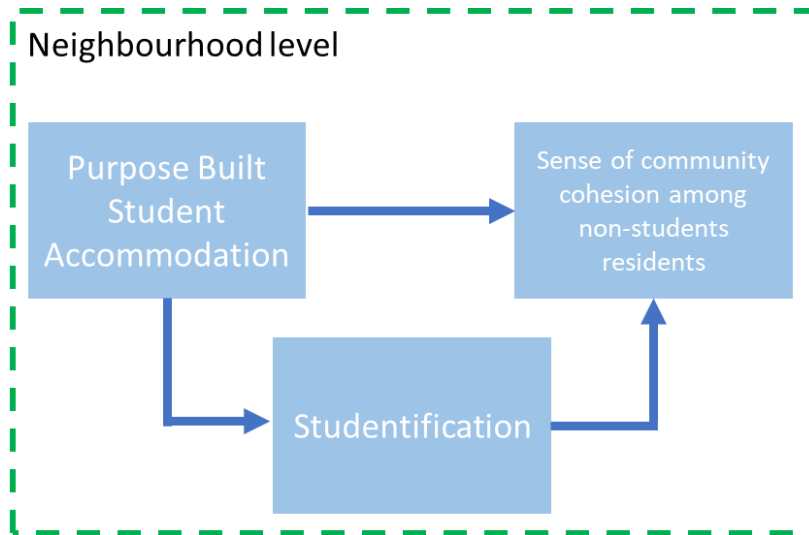 Neighbourhood level
Purpose Built
Student
Accommodation
Sense of community
cohesion among
non-students
residents
Studentification